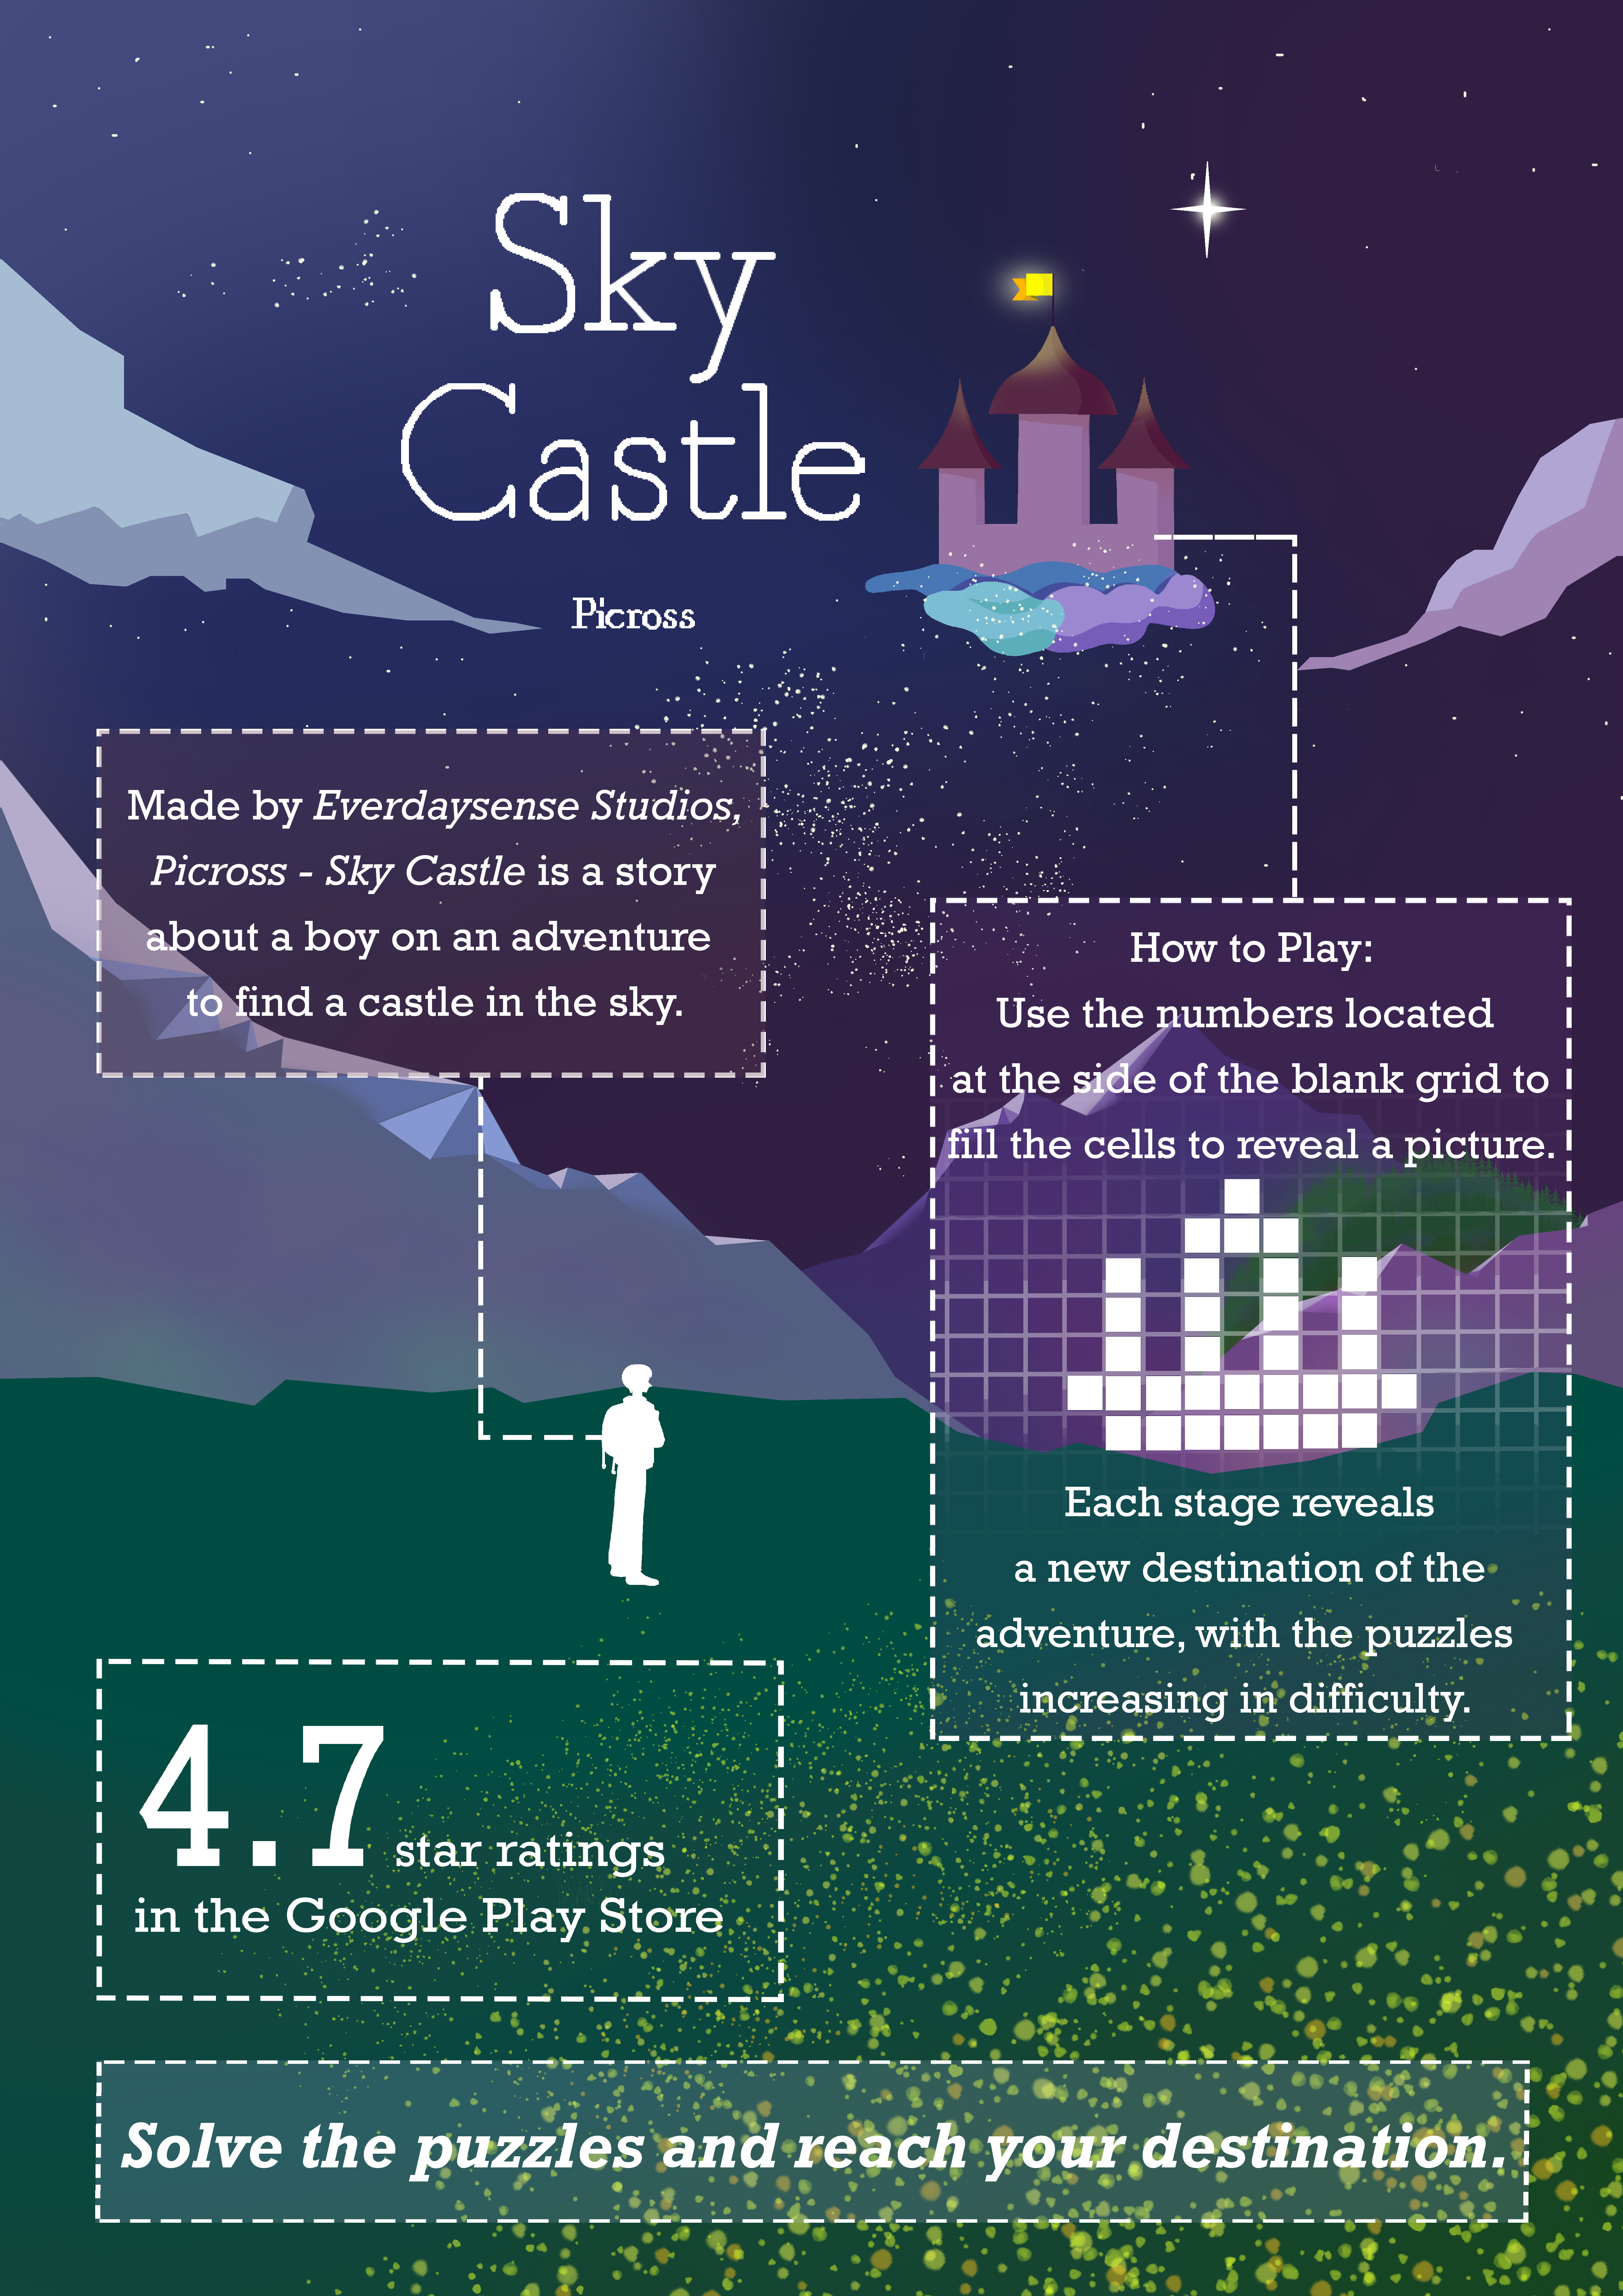 Sky
Castle
Picross
Made by Everdaysense Studios,
Picross - Sky Castle is a story
about a boy on an adventure
to find a castle in the sky.
How to Play:
Use the numbers located
at the side of the blank grid to
fill the cells to reveal a picture.
Each stage reveals
a new destination of the
adventure, with the puzzles
increasing in difficulty.
4.7 star ratings
in the Google Play Store
Solve the puzzles and reach your destination.